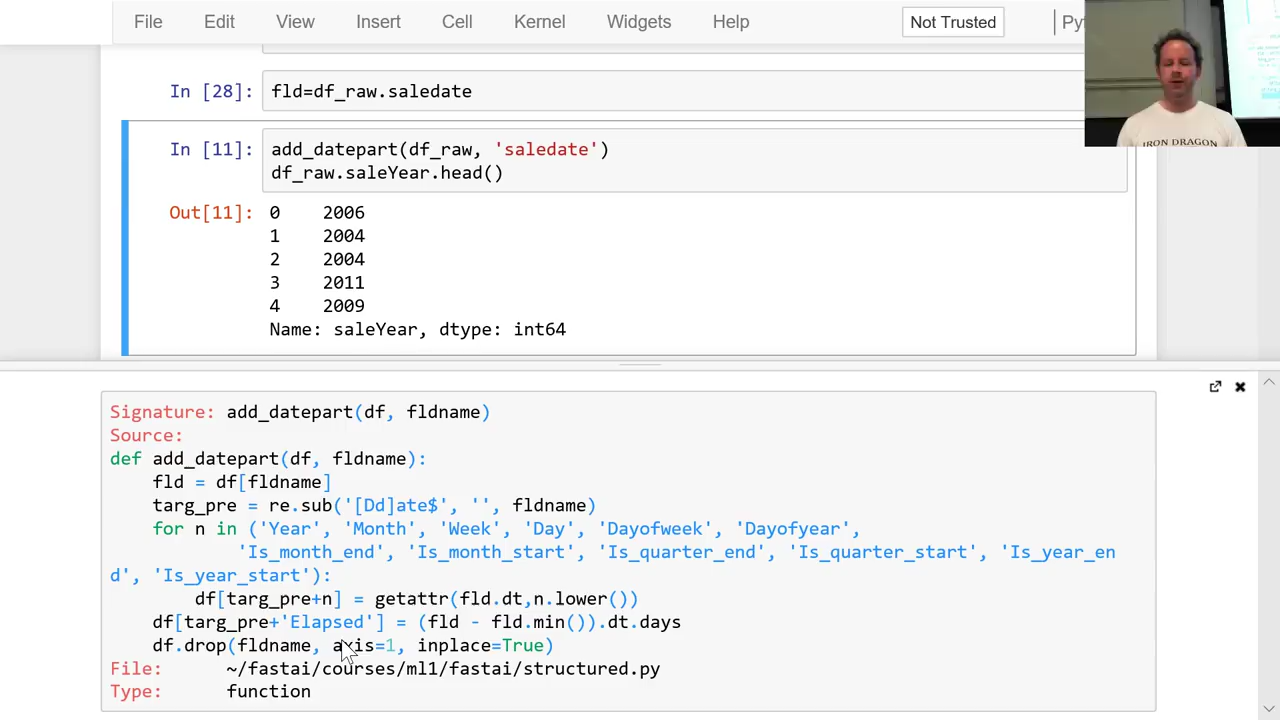 File Edit View Insert Cell Kernel Widgets Help Not Trusted
In [28]: fld=df_raw.saledate
In [11]: add_datepart(df_raw, 'saledate')
df_raw.saleYear.head()
Out[11]: 0 2006
1 2004
2 2004
3 2011
4 2009
Name: saleYear, dtype: int64
IRON DRAGON
Signature: add_datepart(df, fldname)
Source:
def add_datepart(df, fldname):
    fld = df[fldname]
    targ_pre = re.sub('[Dd]ate$', '', fldname)
    for n in ('Year', 'Month', 'Week', 'Day', 'Dayofweek', 'Dayofyear',
            'Is_month_end', 'Is_month_start', 'Is_quarter_end', 'Is_quarter_start', 'Is_year_en
d', 'Is_year_start'):
        df[targ_pre+n] = getattr(fld.dt,n.lower())
    df[targ_pre+'Elapsed'] = (fld - fld.min()).dt.days
    df.drop(fldname, axis=1, inplace=True)
File: ~/fastai/courses/ml1/fastai/structured.py
Type: function